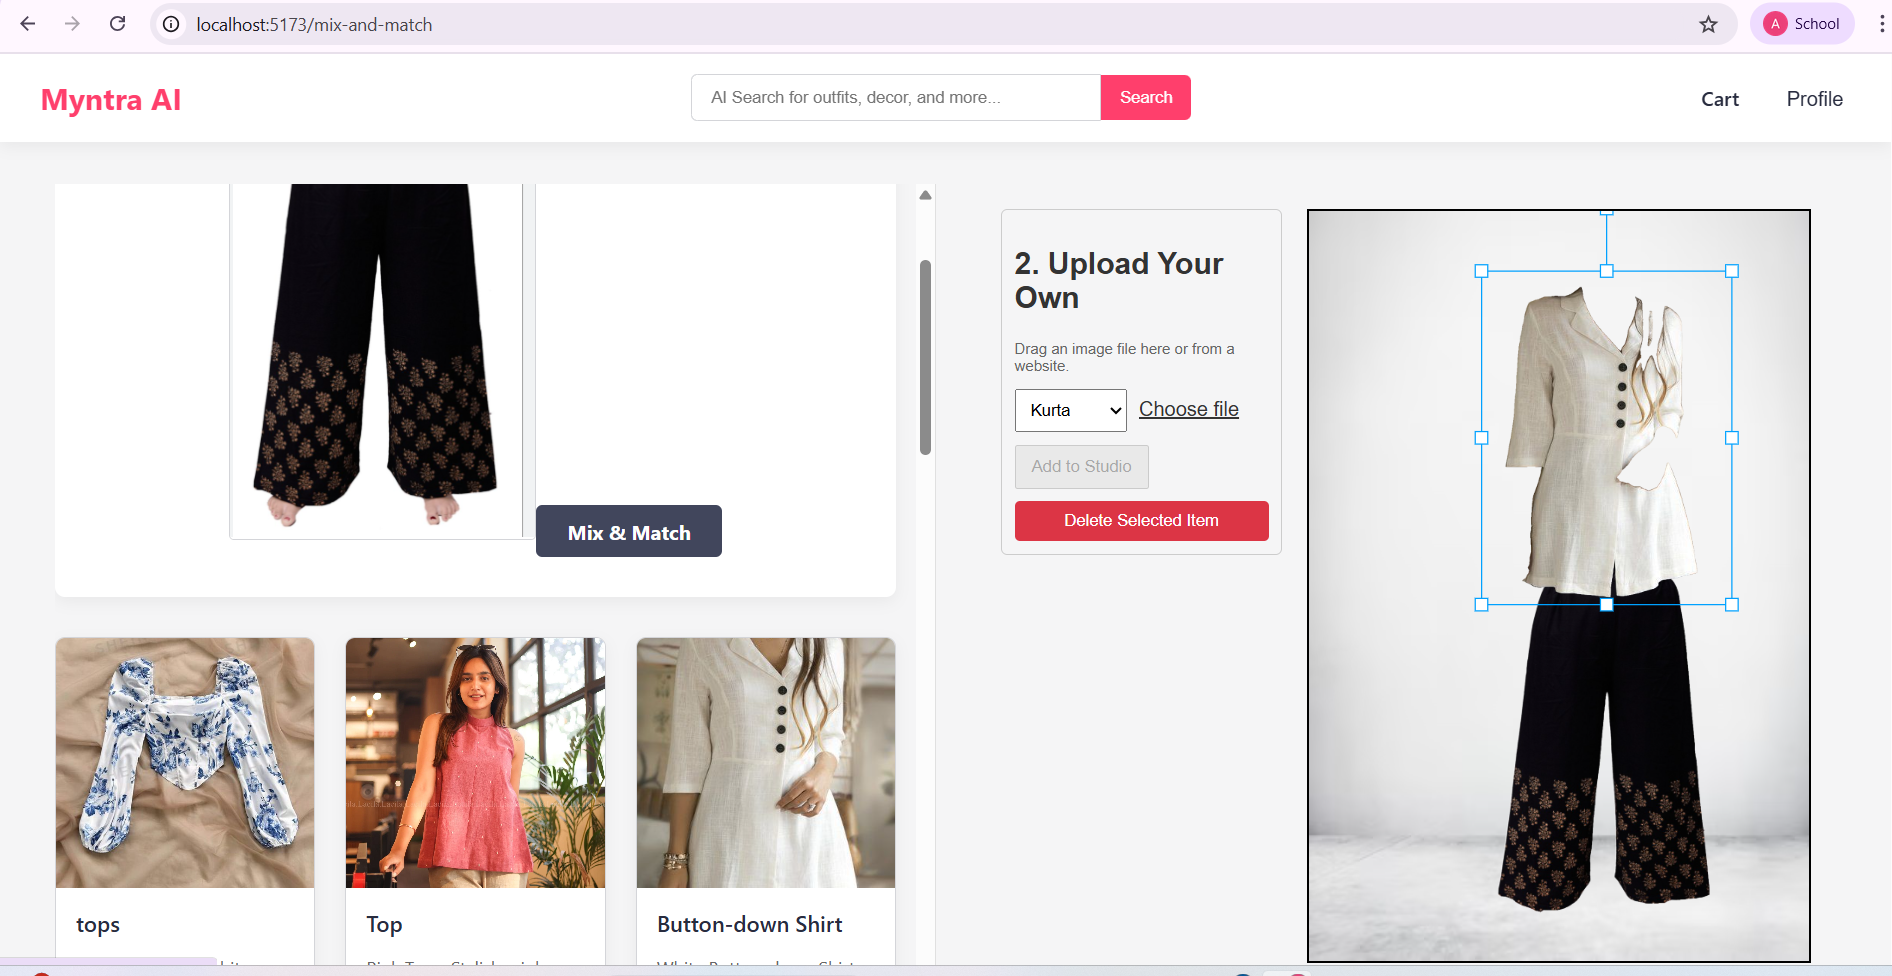 localhost:5173/mix-and-match
A School
Myntra AI
AI Search for outfits, decor, and more...
Search
Cart
Profile
Mix & Match
2. Upload Your
Own
Drag an image file here or from a
website.
Kurta
Choose file
Add to Studio
Delete Selected Item
tops
Top
Button-down Shirt